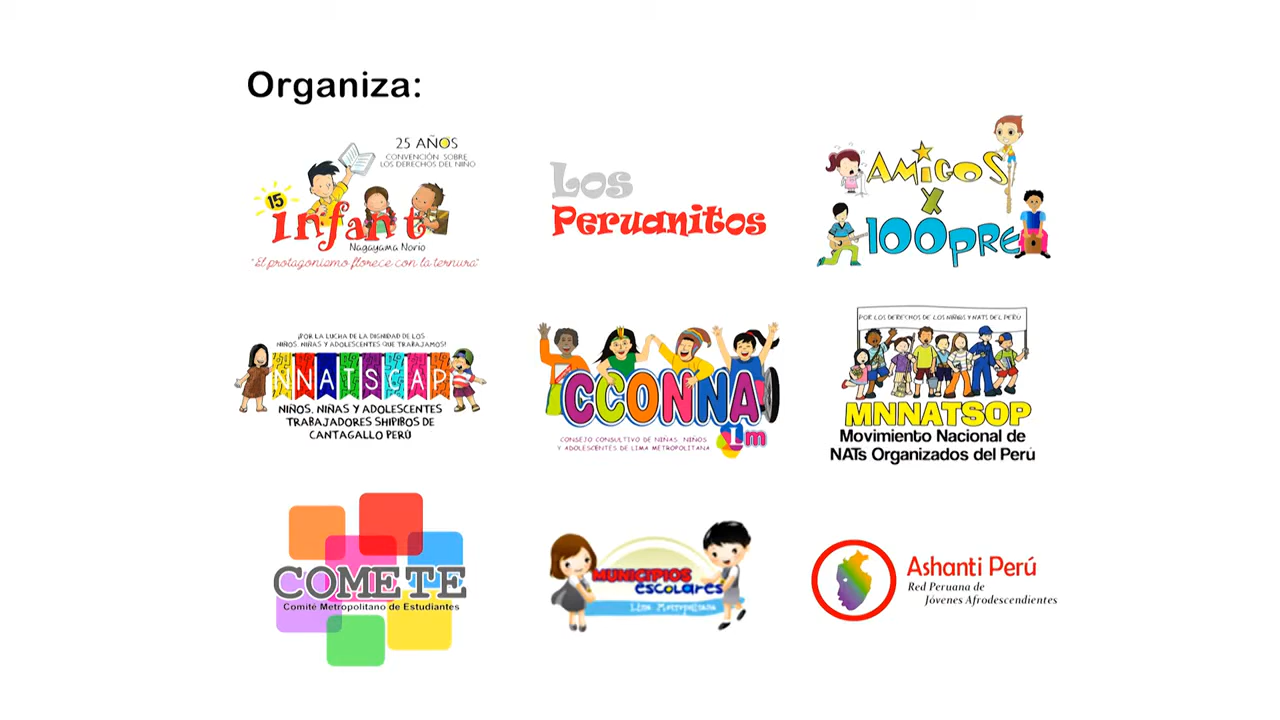 Organiza:
25 AÑOS
CONVENCIÓN SOBRE
LOS DERECHOS DEL NIÑO
15
infant
Nagayama Norio
"El protagonismo florece con la ternura"
Los
Peruanitos
AMiGOS
X
100PRE
¡POR LA LUCHA DE LA DIGNIDAD DE LOS
NIÑOS, NIÑAS Y ADOLESCENTES QUE TRABAJAMOS!
NNATSCAP
NIÑOS, NIÑAS Y ADOLESCENTES
TRABAJADORES SHIPIBOS DE
CANTAGALLO PERÚ
CCONNA
CONSEJO CONSULTIVO DE NIÑAS, NIÑOS
Y ADOLESCENTES DE LIMA METROPOLITANA
lm
POR LOS DERECHOS DE LOS NIÑOS Y NATS DEL PERÚ
MNNATSOP
Movimiento Nacional de
NATs Organizados del Perú
COMETE
Comité Metropolitano de Estudiantes
MUNICIPIOS
escolares
Lima Metropolitana
Ashanti Perú
Red Peruana de
Jóvenes Afrodescendientes